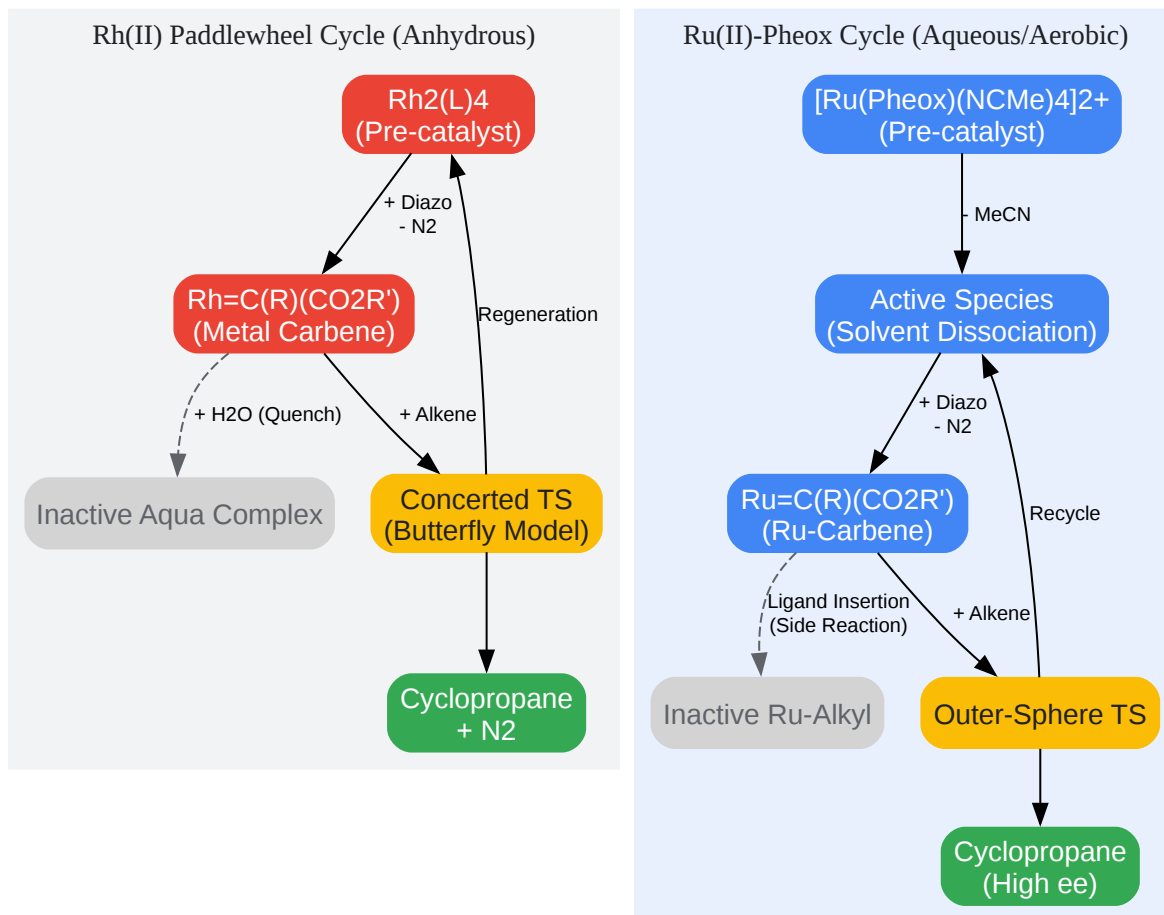 Rh(II) Paddlewheel Cycle (Anhydrous)
Rh2(L)4
(Pre-catalyst)
+ Diazo
- N2
Rh=C(R)(CO2R')
(Metal Carbene)
Regeneration
+ H2O (Quench)
+ Alkene
Inactive Aqua Complex
Concerted TS
(Butterfly Model)
Cyclopropane
+ N2
Ru(II)-Pheox Cycle (Aqueous/Aerobic)
[Ru(Pheox)(NCMe)4]2+
(Pre-catalyst)
- MeCN
Active Species
(Solvent Dissociation)
+ Diazo
- N2
Ru=C(R)(CO2R')
(Ru-Carbene)
Recycle
Ligand Insertion
(Side Reaction)
+ Alkene
Inactive Ru-Alkyl
Outer-Sphere TS
Cyclopropane
(High ee)